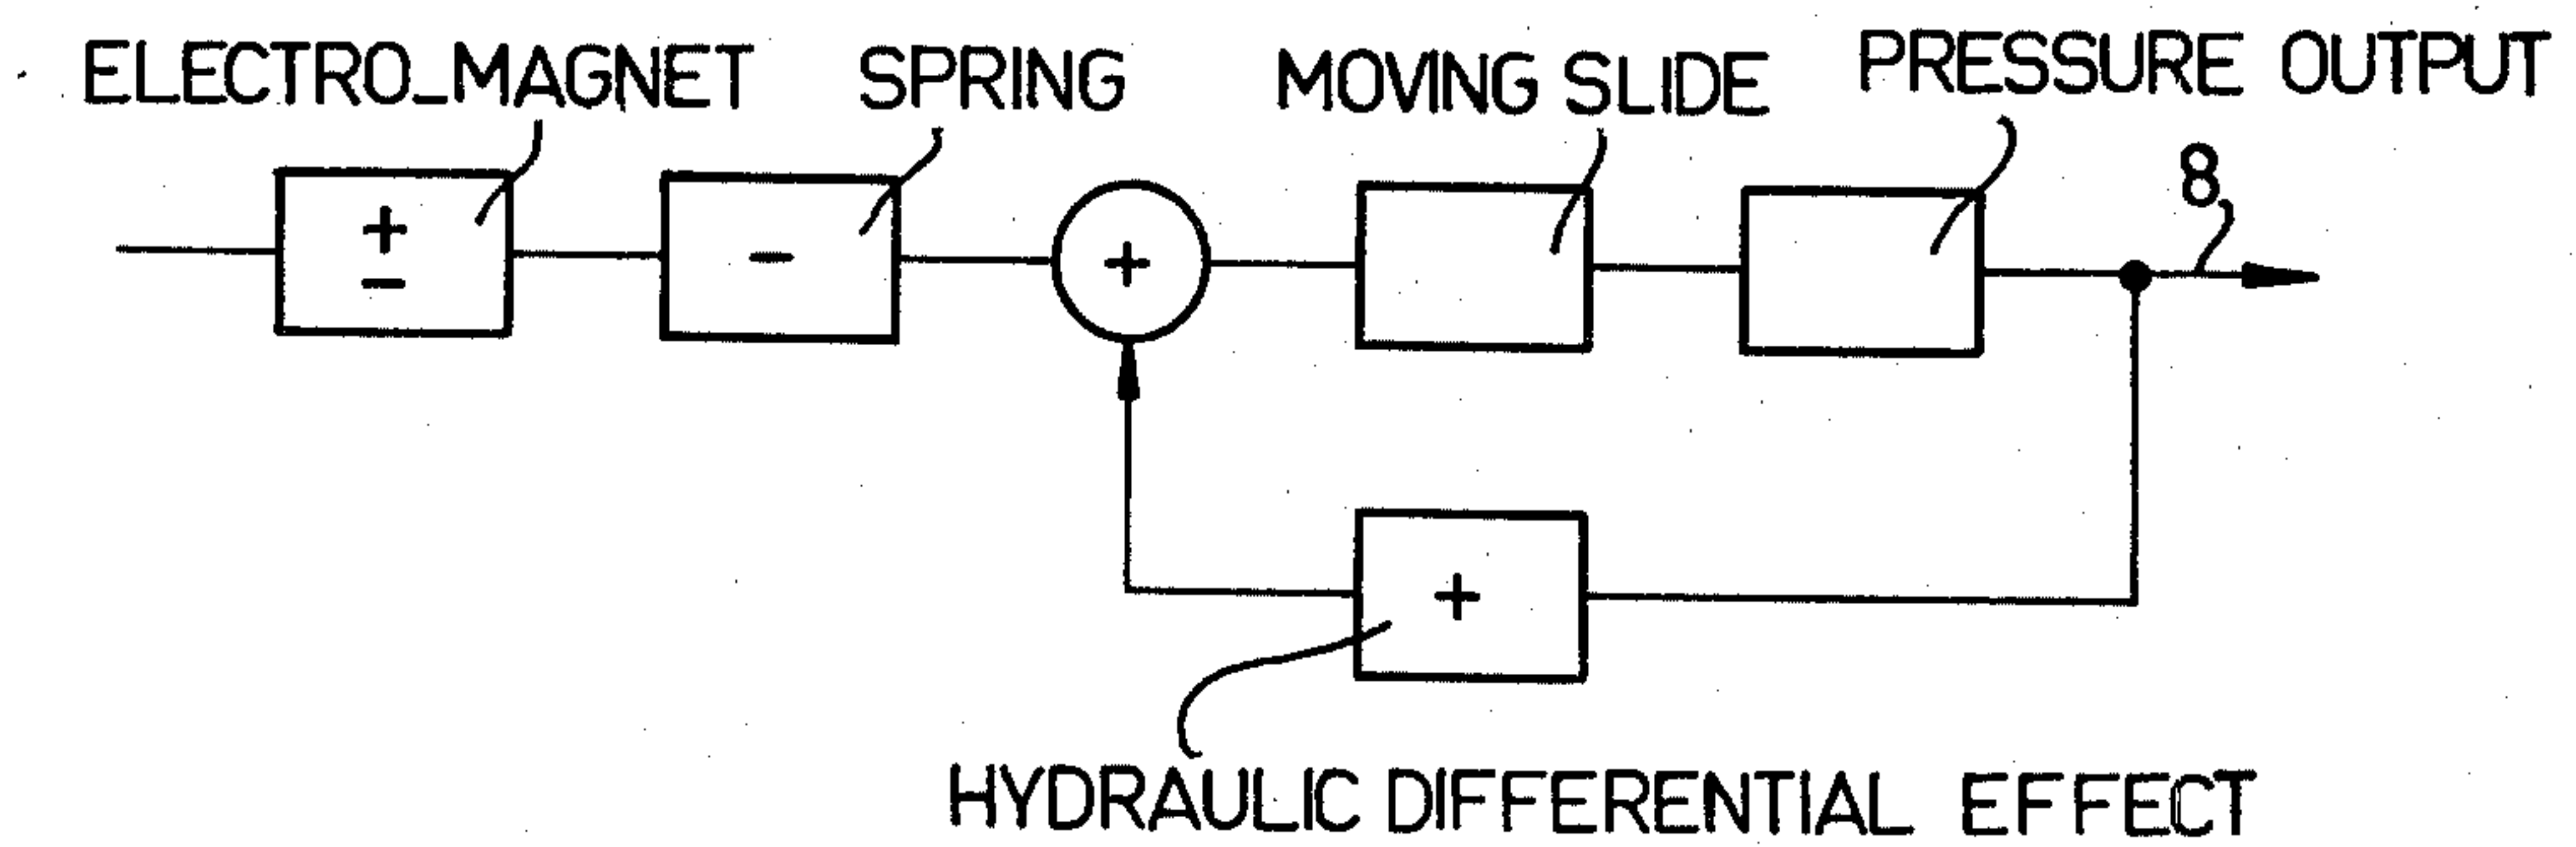 ELECTRO_MAGNET
SPRING
MOVING SLIDE
PRESSURE OUTPUT
8
+
-
-
+
+
HYDRAULIC DIFFERENTIAL EFFECT